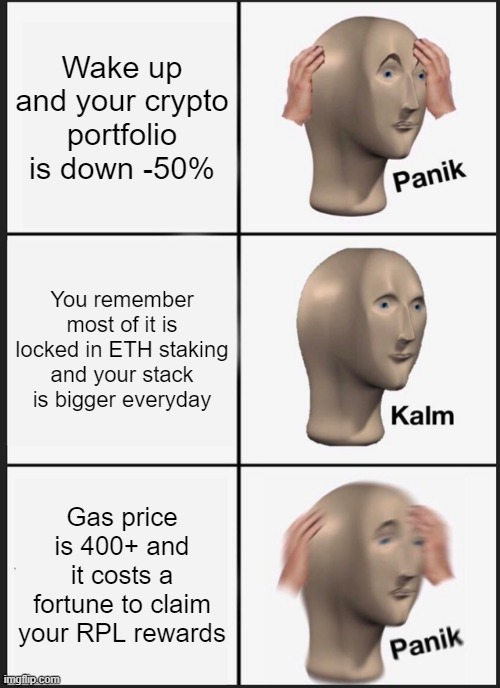 Wake up
and your crypto
portfolio
is down -50%
Panik
You remember
most of it is
locked in ETH staking
and your stack
is bigger everyday
Kalm
Gas price
is 400+ and
it costs a
fortune to claim
your RPL rewards
Panik
imgflip.com